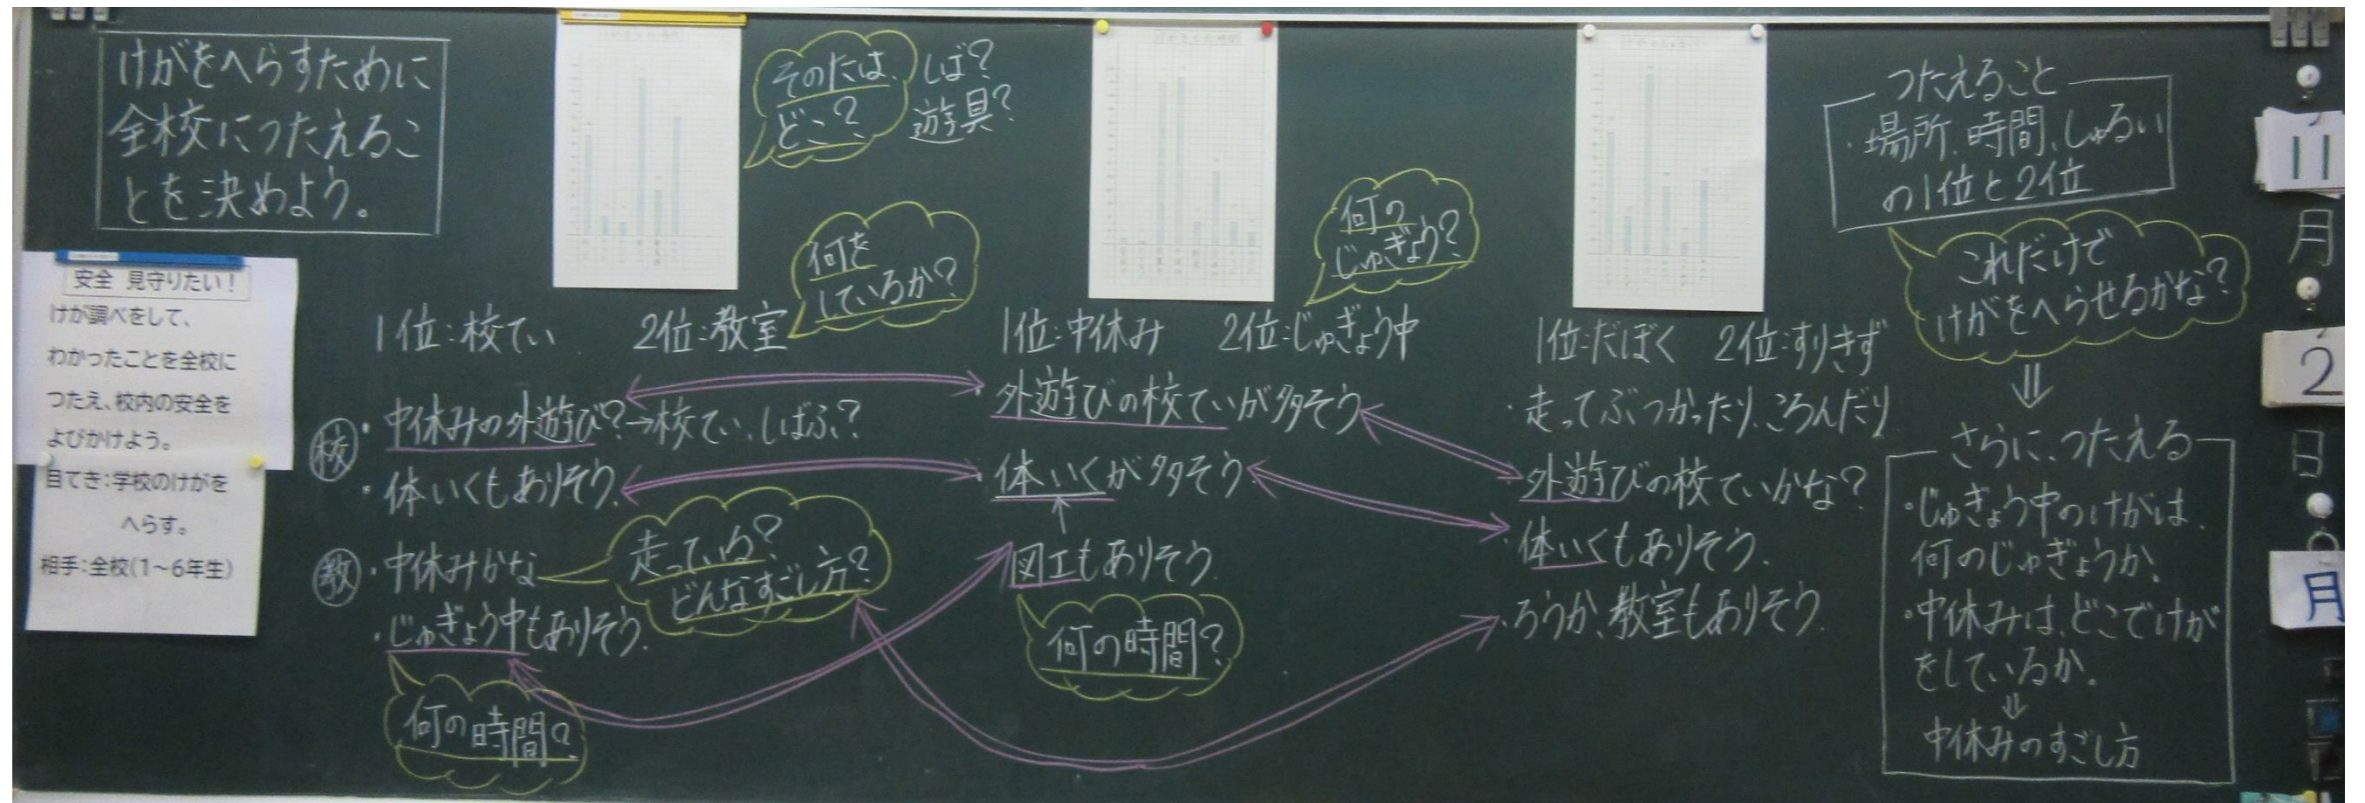 けがをへらすために
全校につたえるこ
とを決めよう。
安全 見守りたい！
けが調べをして、
わかったことを全校に
つたえ、校内の安全を
よびかけよう。
目てき：学校のけがを
へらす。
相手：全校（1～6年生）
そのたは、
どこ？
しば？
遊具？
何を
しているか？
1位：校てい
2位：教室
校
・中休みの外遊び？→校てい、しばふ？
・体いくもありそう。
教
・中休みかな
走っている？
どんなすごし方？
・じゅぎょう中もありそう。
何の時間？
何の
じゅぎょう？
1位：中休み
2位：じゅぎょう中
・外遊びの校ていが多そう
・体いくが多そう
↑
図工もありそう。
何の時間？
1位：だぼく
2位：すりきず
・走ってぶつかったり、ころんだり
・外遊びの校ていかな？
・体いくもありそう。
・ろうか、教室もありそう。
つたえること
・場所、時間、しゅるい
の1位と2位
これだけで
けがをへらせるかな？
⇓
さらに、つたえる
・じゅぎょう中のけがは、
何のじゅぎょうか。
・中休みは、どこでけが
をしているか。
⇓
中休みのすごし方
11
月
2
日
月